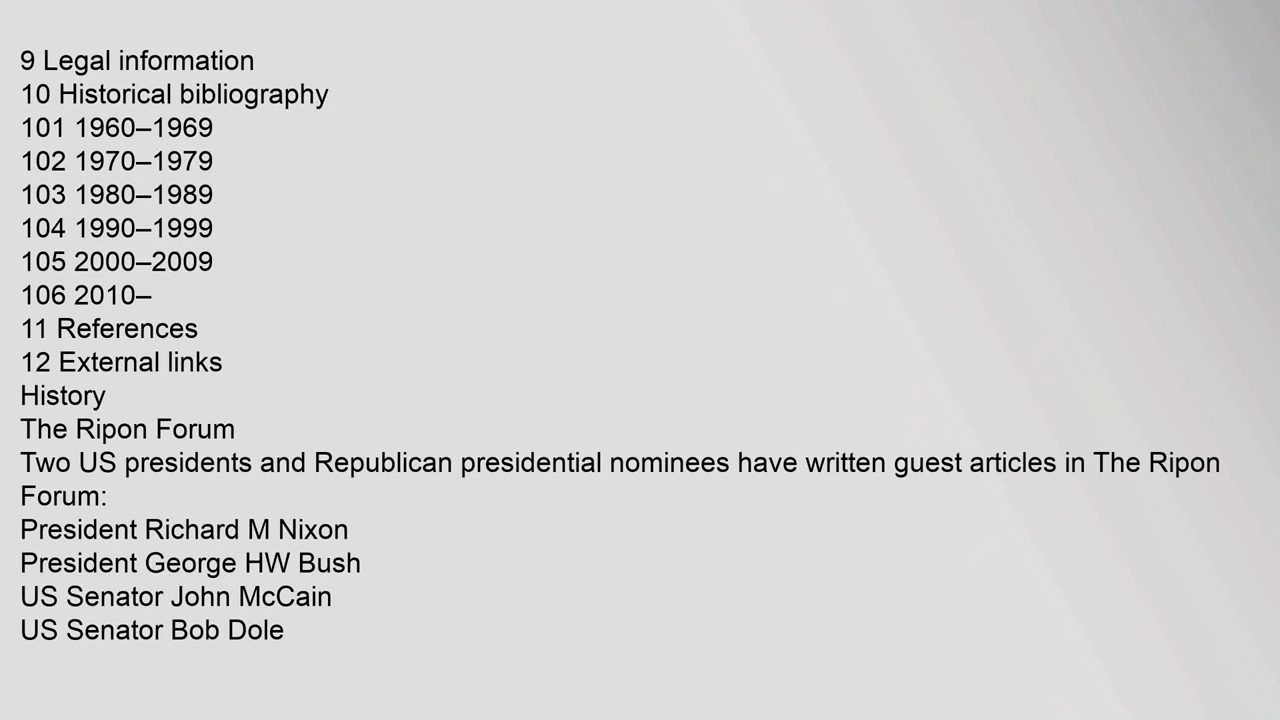 9 Legal information
10 Historical bibliography
101 1960–1969
102 1970–1979
103 1980–1989
104 1990–1999
105 2000–2009
106 2010–
11 References
12 External links
History
The Ripon Forum
Two US presidents and Republican presidential nominees have written guest articles in The Ripon
Forum:
President Richard M Nixon
President George HW Bush
US Senator John McCain
US Senator Bob Dole